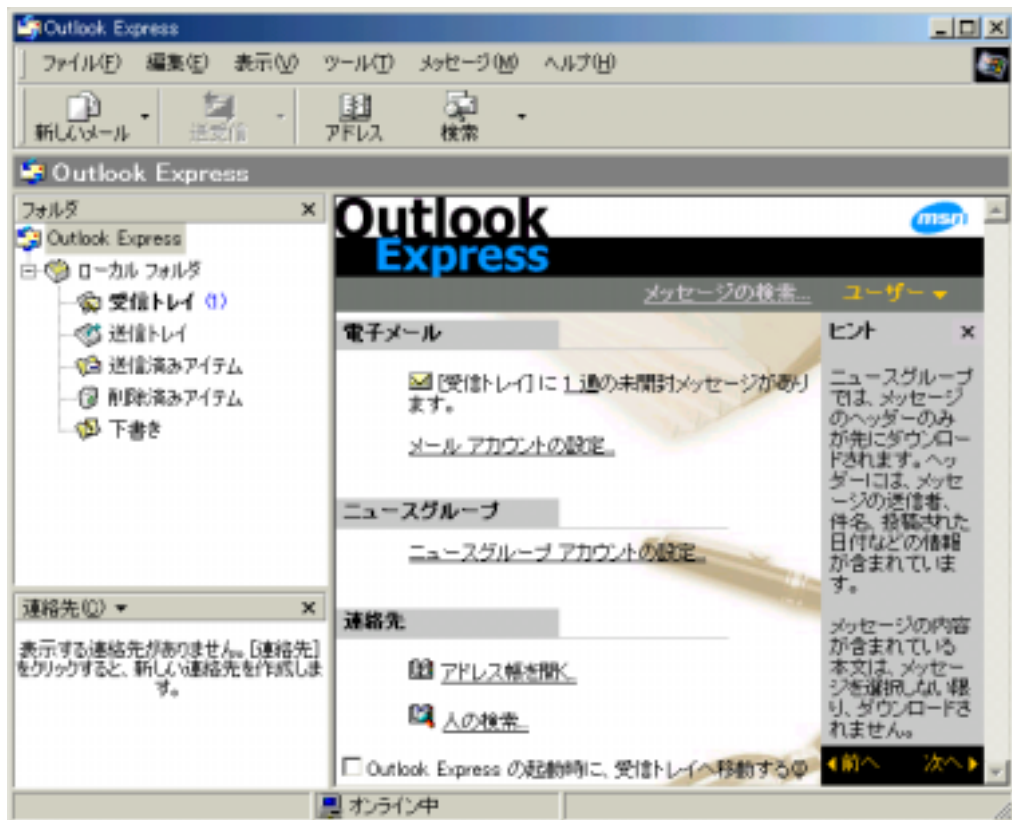 Outlook Express
ファイル(F) 編集(E) 表示(V) ツール(T) メッセージ(M) ヘルプ(H)
新しいメール 送受信 アドレス 検索
Outlook Express
フォルダ ×
Outlook Express
ローカル フォルダ
受信トレイ (1)
送信トレイ
送信済みアイテム
削除済みアイテム
下書き
連絡先(C) ▼ ×
表示する連絡先がありません。[連絡先]
をクリックすると、新しい連絡先を作成しま
す。
Outlook
Express
msn
メッセージの検索... ユーザー ▼
電子メール
[受信トレイ] に 1 通の未開封メッセージがあり
ます。
メール アカウントの設定...
ニュースグループ
ニュースグループ アカウントの設定...
連絡先
アドレス帳を開く...
人の検索...
Outlook Express の起動時に、受信トレイへ移動する
ヒント ×
ニュースグループ
では、メッセージ
のヘッダーのみ
が先にダウンロー
ドされます。ヘッ
ダーには、メッセ
ージの送信者、
件名、投稿された
日付などの情報
が含まれていま
す。
メッセージの内容
が含まれている
本文は、メッセー
ジを選択しない限
り、ダウンロードさ
れません。
前へ 次へ
オンライン中